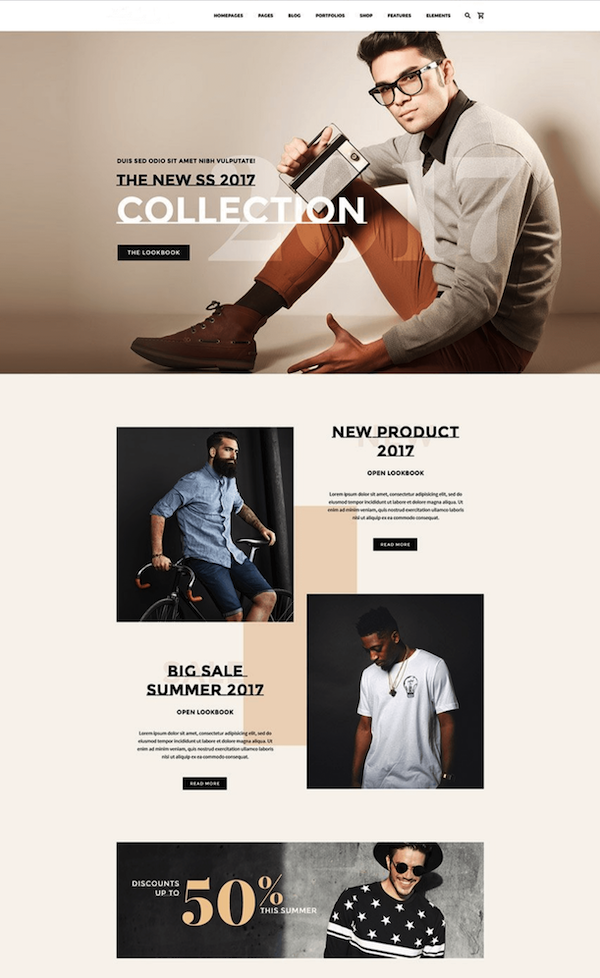 HOMEPAGES PAGES BLOG PORTFOLIOS SHOP FEATURES ELEMENTS
DUIS SED ODIO SIT AMET NIBH VULPUTATE!
THE NEW SS 2017
2017
COLLECTION
THE LOOKBOOK
NEW PRODUCT
2017
OPEN LOOKBOOK
Lorem ipsum dolor sit amet, consectetur adipisicing elit, sed do
eiusmod tempor incididunt ut labore et dolore magna aliqua. Ut
enim ad minim veniam, quis nostrud exercitation ullamco laboris
nisi ut aliquip ex ea commodo consequat.
READ MORE
BIG SALE
SUMMER 2017
OPEN LOOKBOOK
Lorem ipsum dolor sit amet, consectetur adipisicing elit, sed do
eiusmod tempor incididunt ut labore et dolore magna aliqua. Ut
enim ad minim veniam, quis nostrud exercitation ullamco laboris
nisi ut aliquip ex ea commodo consequat.
READ MORE
DISCOUNTS
UP TO
50%
THIS SUMMER